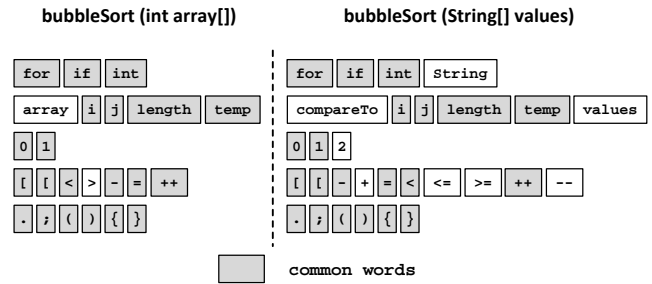 bubbleSort (int array[]) bubbleSort (String[] values)
for if int for if int String
array i j length temp compareTo i j length temp values
0 1 0 1 2
[ [ < > - = ++ [ [ - + = < <= >= ++ --
. ; ( ) { } . ; ( ) { }
common words